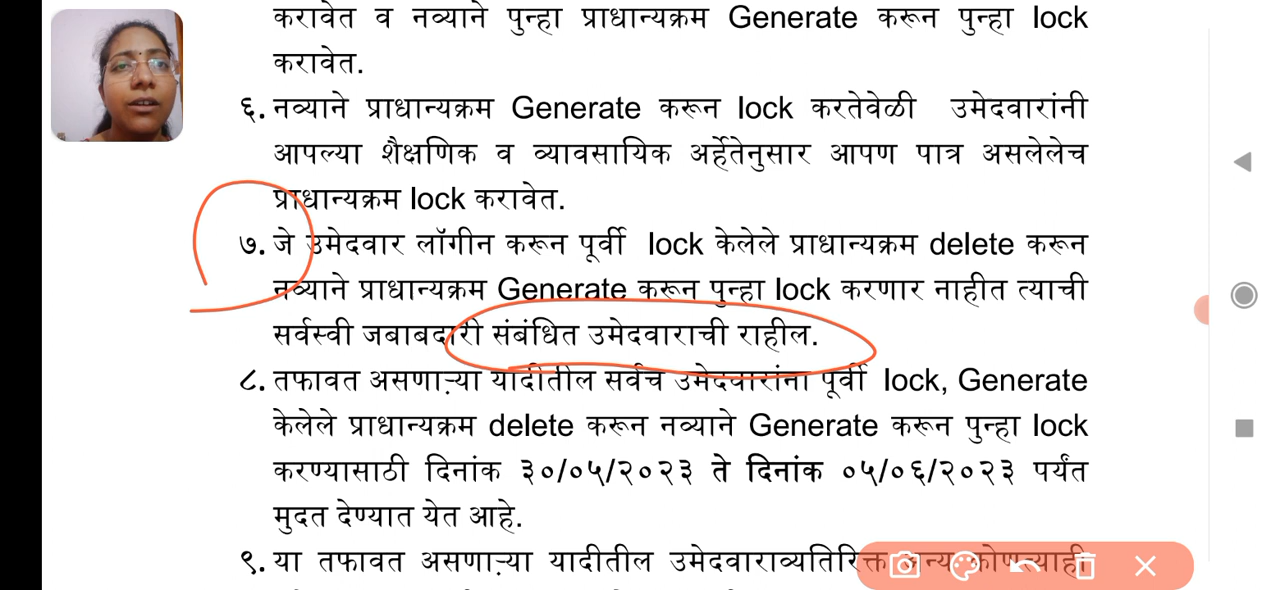 करावेत व नव्याने पुन्हा प्राधान्यक्रम Generate करून पुन्हा lock
करावेत.
६. नव्याने प्राधान्यक्रम Generate करून lock करतेवेळी उमेदवारांनी
आपल्या शैक्षणिक व व्यावसायिक अर्हेतेनुसार आपण पात्र असलेलेच
प्राधान्यक्रम lock करावेत.
७. जे उमेदवार लॉगीन करून पूर्वी lock केलेले प्राधान्यक्रम delete करून
नव्याने प्राधान्यक्रम Generate करून पुन्हा lock करणार नाहीत त्याची
सर्वस्वी जबाबदारी संबंधित उमेदवाराची राहील.
८. तफावत असणाऱ्या यादीतील सर्वच उमेदवारांना पूर्वी lock, Generate
केलेले प्राधान्यक्रम delete करून नव्याने Generate करून पुन्हा lock
करण्यासाठी दिनांक ३०/०५/२०२३ ते दिनांक ०५/०६/२०२३ पर्यंत
मुदत देण्यात येत आहे.
९. या तफावत असणाऱ्या यादीतील उमेदवाराव्यतिरिक्त अन्य कोणत्याही